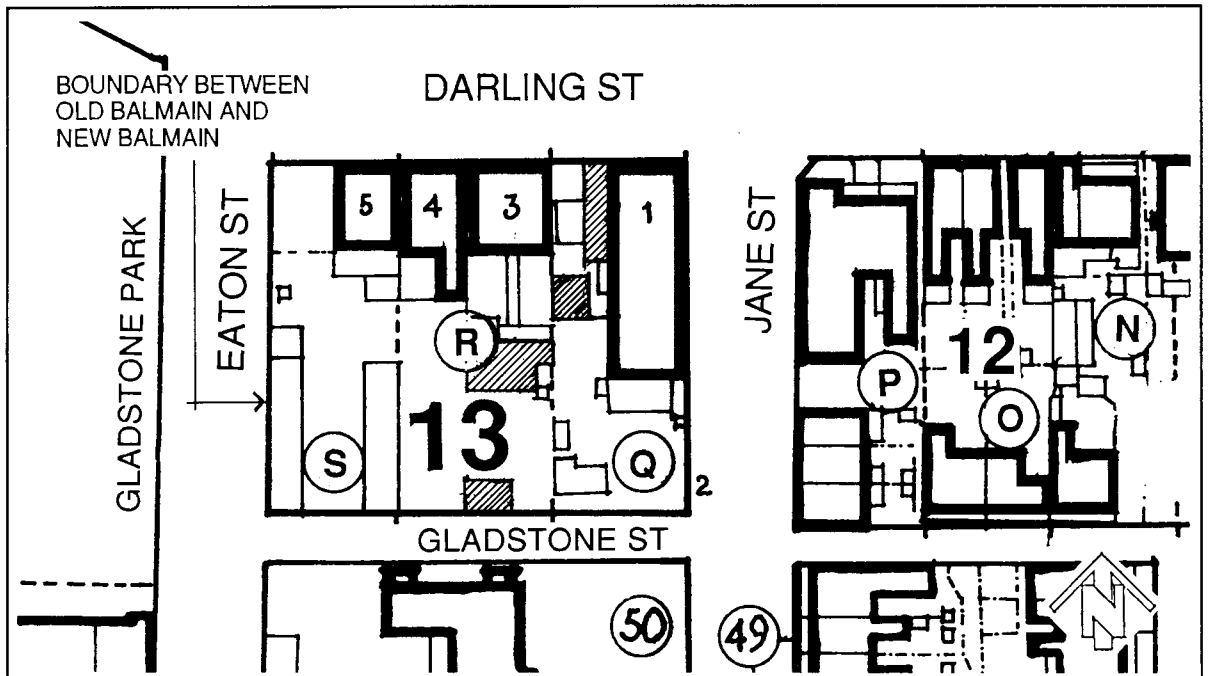 BOUNDARY BETWEEN
OLD BALMAIN AND
NEW BALMAIN
DARLING ST
GLADSTONE PARK
EATON ST
5
4
3
1
JANE ST
R
13
S
Q
2
P
12
O
N
GLADSTONE ST
50
49
N